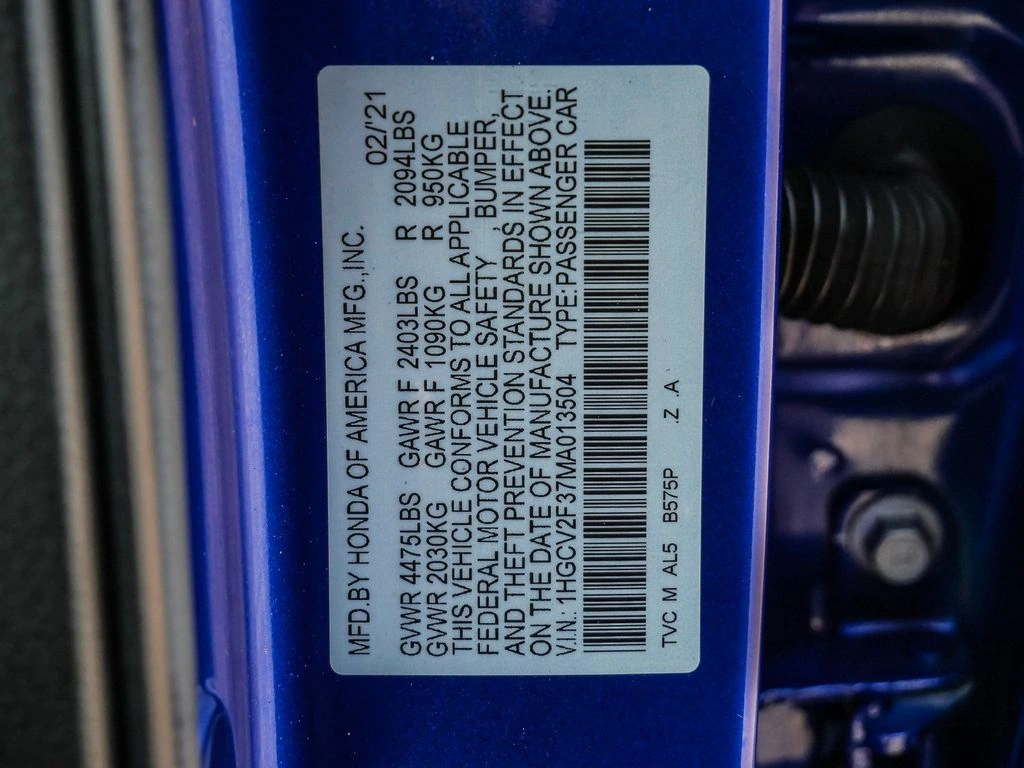 MFD.BY HONDA OF AMERICA MFG.,INC. 02/'21
GVWR 4475LBS GAWR F 2403LBS R 2094LBS
GVWR 2030KG GAWR F 1090KG R 950KG
THIS VEHICLE CONFORMS TO ALL APPLICABLE
FEDERAL MOTOR VEHICLE SAFETY, BUMPER,
AND THEFT PREVENTION STANDARDS IN EFFECT
ON THE DATE OF MANUFACTURE SHOWN ABOVE.
V.I.N.: 1HGCV2F37MA013504 TYPE:PASSENGER CAR
TVC M AL5 B575P .Z .A